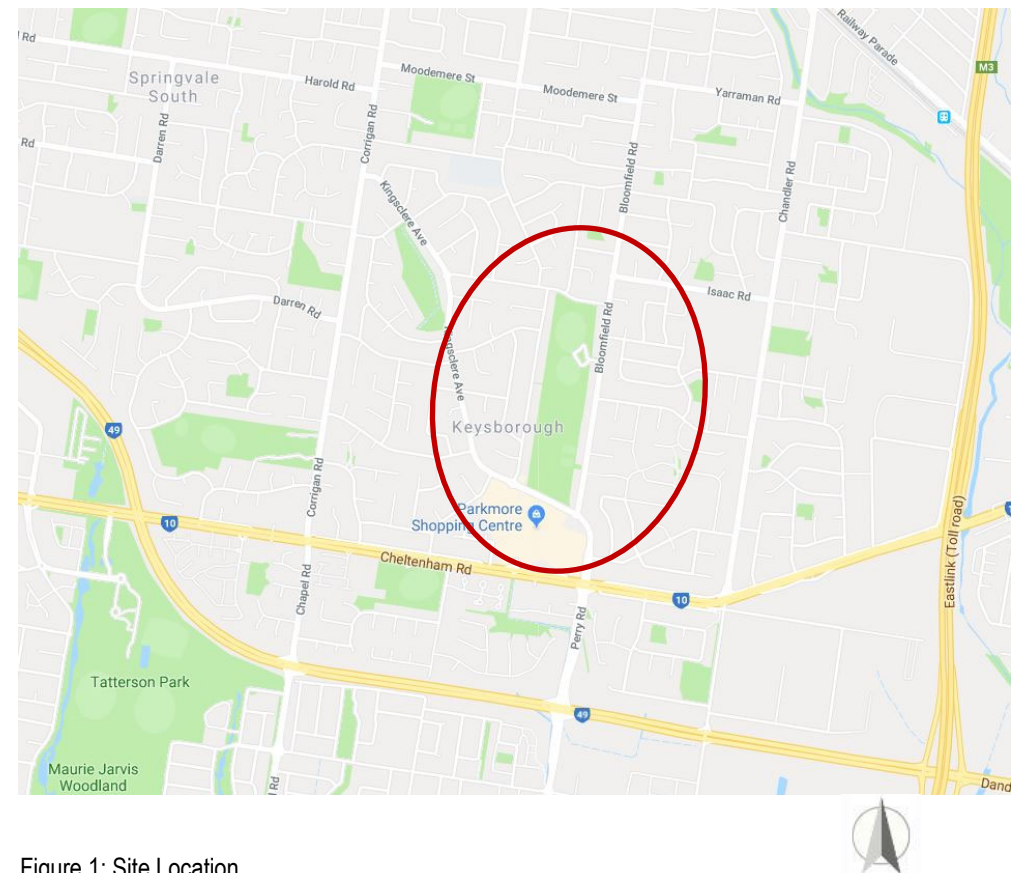 Railway Parade
l Rd
M3
Springvale
South
Harold Rd
Moodemere St
Moodemere St
Yarraman Rd
Rd
Darren Rd
Corrigan Rd
Kingsclere Ave
Bloomfield Rd
Chandler Rd
Darren Rd
Isaac Rd
Bloomfield Rd
Kingsclere Ave
49
Keysborough
Corrigan Rd
Parkmore
Shopping Centre
10
Cheltenham Rd
Eastlink (Toll road)
Chapel Rd
10
Perry Rd
Tatterson Park
49
Maurie Jarvis
Woodland
l Rd
Dand
Figure 1: Site Location